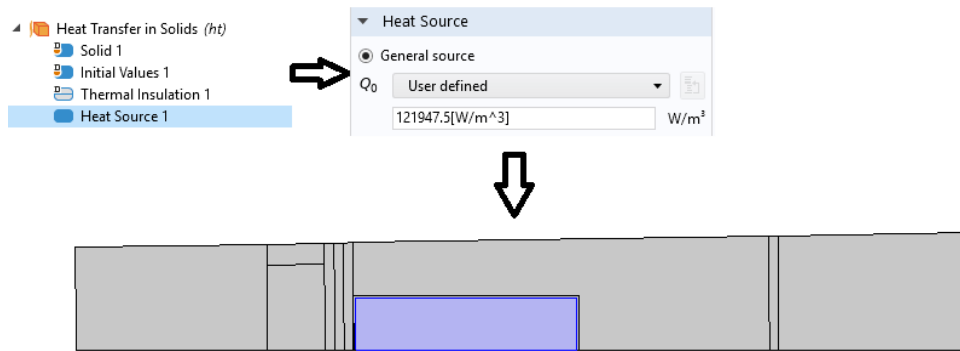 Heat Transfer in Solids (ht)
Solid 1
Initial Values 1
Thermal Insulation 1
Heat Source 1
Heat Source
General source
Q₀ User defined
121947.5[W/m^3] W/m³